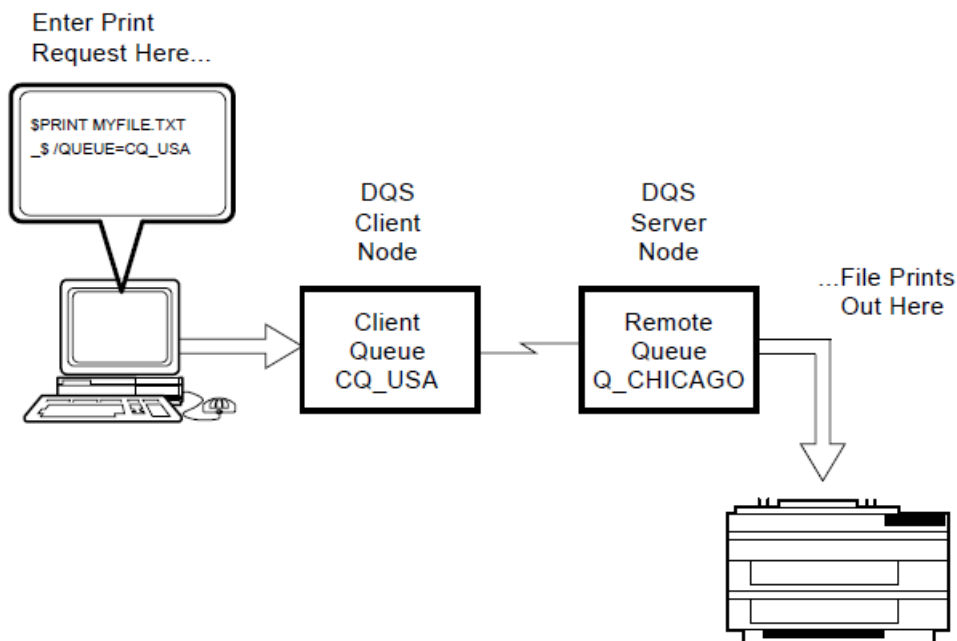 Enter Print
Request Here...
$PRINT MYFILE.TXT
_$ /QUEUE=CQ_USA
DQS
Client
Node
DQS
Server
Node
Client
Queue
CQ_USA
Remote
Queue
Q_CHICAGO
...File Prints
Out Here